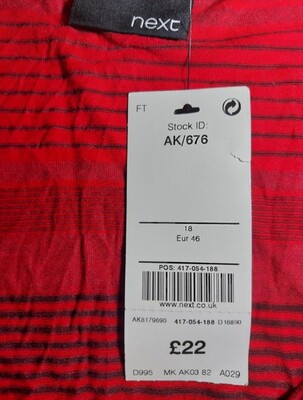 next
FT
Stock ID:
AK/676
18
Eur 46
POS: 417-054-188
www.next.co.uk
AK8179690 417-054-188 D18890
£22
D995 MK AK03 82 A029